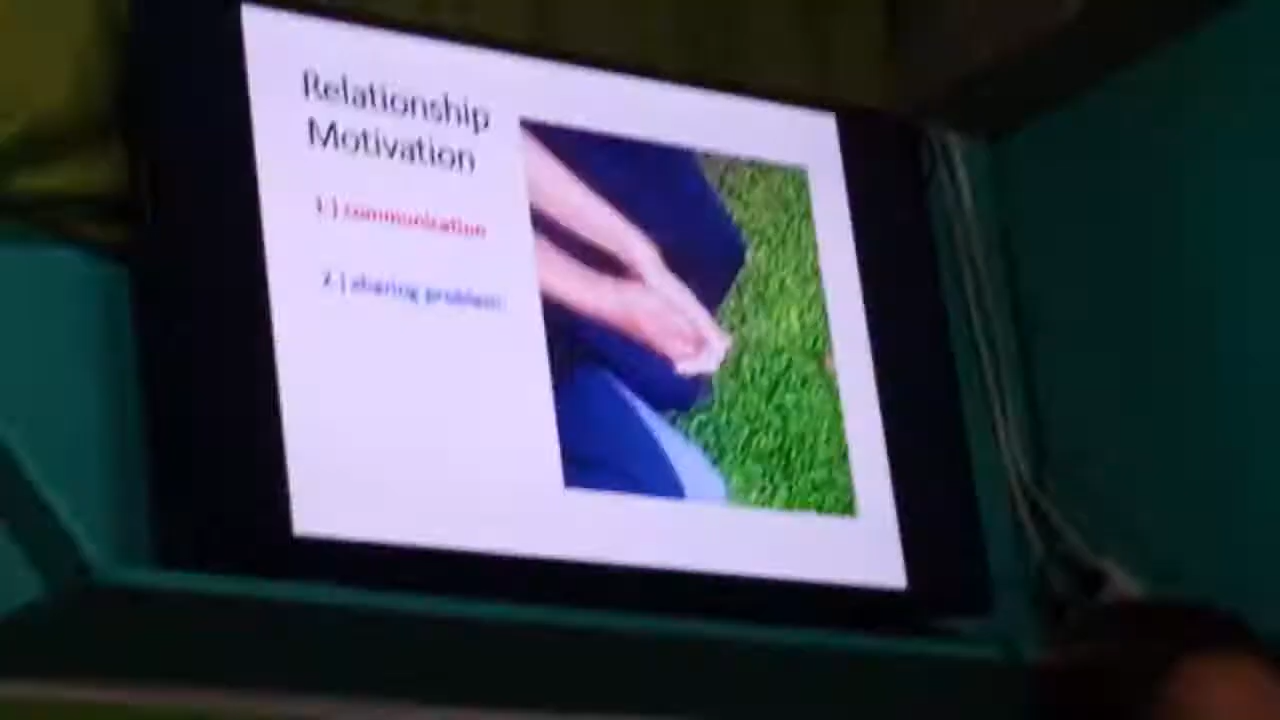 Relationship
Motivation
1.) communication
2.) sharing problem